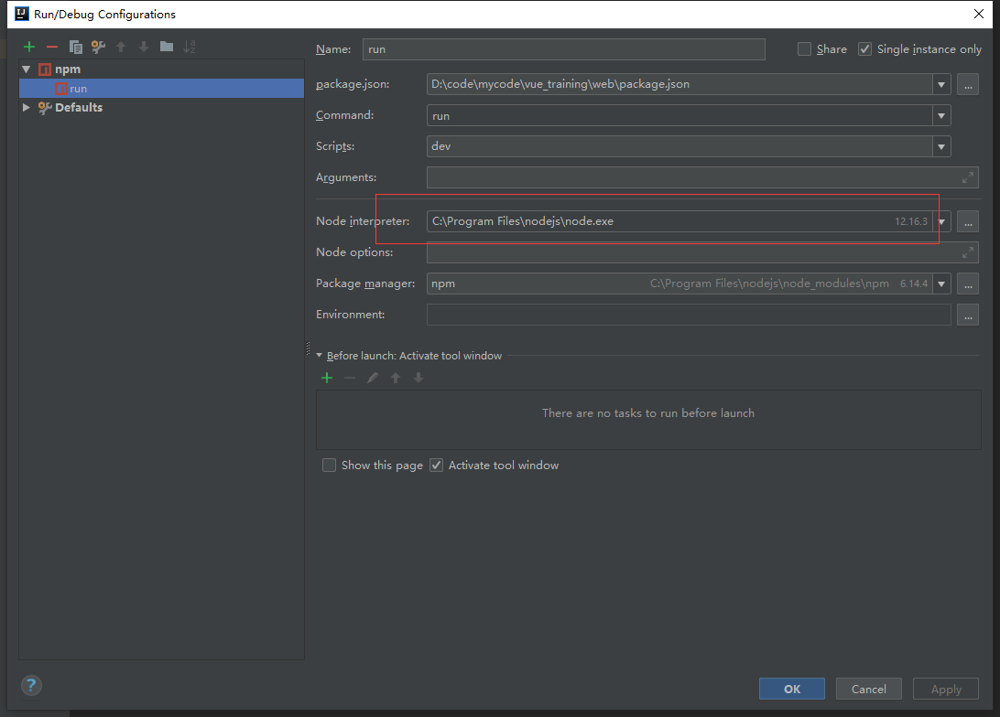 Run/Debug Configurations
npm
run
Defaults
Name: run Share Single instance only
package.json: D:\code\mycode\vue_training\web\package.json ...
Command: run
Scripts: dev
Arguments:
Node interpreter: C:\Program Files\nodejs\node.exe 12.16.3 ...
Node options:
Package manager: npm C:\Program Files\nodejs\node_modules\npm 6.14.4 ...
Environment: ...
Before launch: Activate tool window
There are no tasks to run before launch
Show this page Activate tool window
? OK Cancel Apply